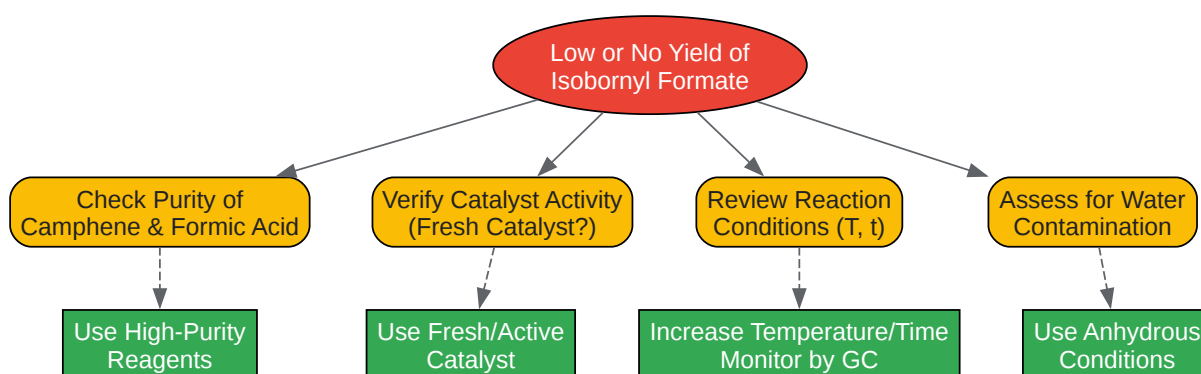 Low or No Yield of
Isobornyl Formate
Check Purity of
Camphene & Formic Acid
Verify Catalyst Activity
(Fresh Catalyst?)
Review Reaction
Conditions (T, t)
Assess for Water
Contamination
Use High-Purity
Reagents
Use Fresh/Active
Catalyst
Increase Temperature/Time
Monitor by GC
Use Anhydrous
Conditions